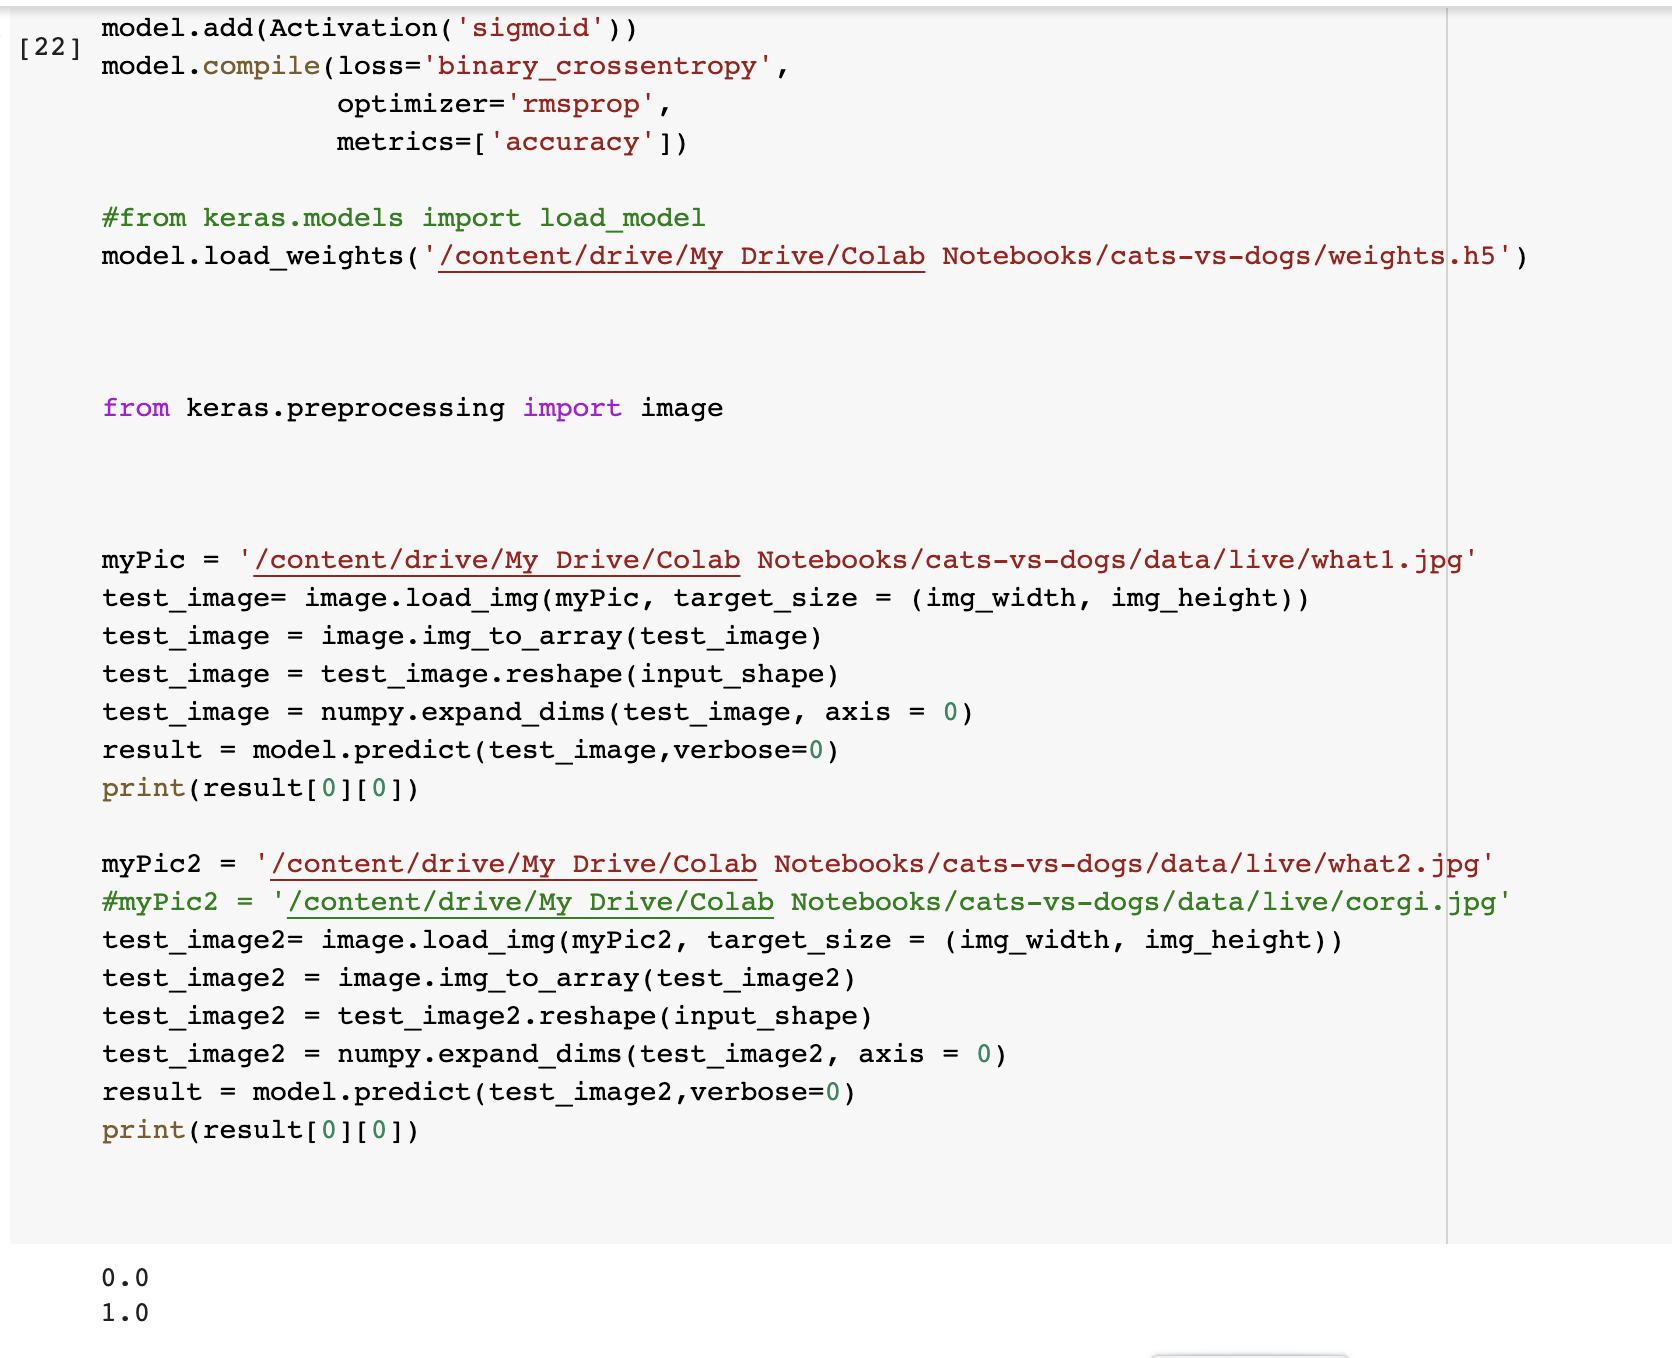 model.add(Activation('sigmoid'))
[22]
model.compile(loss='binary_crossentropy',
optimizer='rmsprop',
metrics=['accuracy'])
#from keras.models import load_model
model.load_weights('/content/drive/My Drive/Colab Notebooks/cats-vs-dogs/weights.h5')
from keras.preprocessing import image
myPic = '/content/drive/My Drive/Colab Notebooks/cats-vs-dogs/data/live/what1.jpg'
test_image= image.load_img(myPic, target_size = (img_width, img_height))
test_image = image.img_to_array(test_image)
test_image = test_image.reshape(input_shape)
test_image = numpy.expand_dims(test_image, axis = 0)
result = model.predict(test_image,verbose=0)
print(result[0][0])
myPic2 = '/content/drive/My Drive/Colab Notebooks/cats-vs-dogs/data/live/what2.jpg'
#myPic2 = '/content/drive/My Drive/Colab Notebooks/cats-vs-dogs/data/live/corgi.jpg'
test_image2= image.load_img(myPic2, target_size = (img_width, img_height))
test_image2 = image.img_to_array(test_image2)
test_image2 = test_image2.reshape(input_shape)
test_image2 = numpy.expand_dims(test_image2, axis = 0)
result = model.predict(test_image2,verbose=0)
print(result[0][0])
0.0
1.0